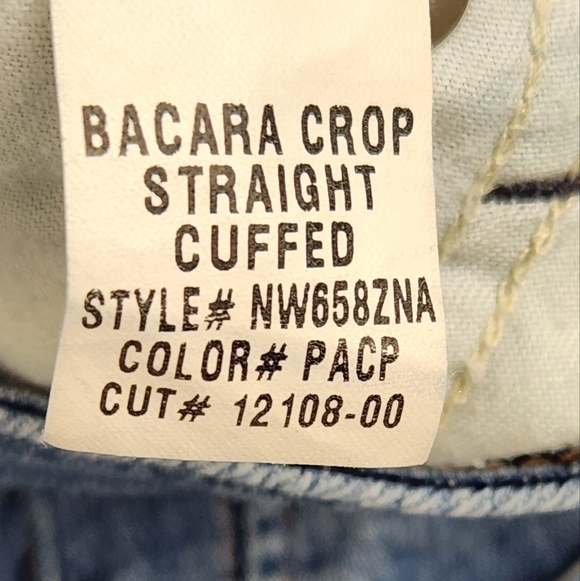 BACARA CROP
STRAIGHT
CUFFED
STYLE# NW658ZNA
COLOR# PACP
CUT# 12108-00